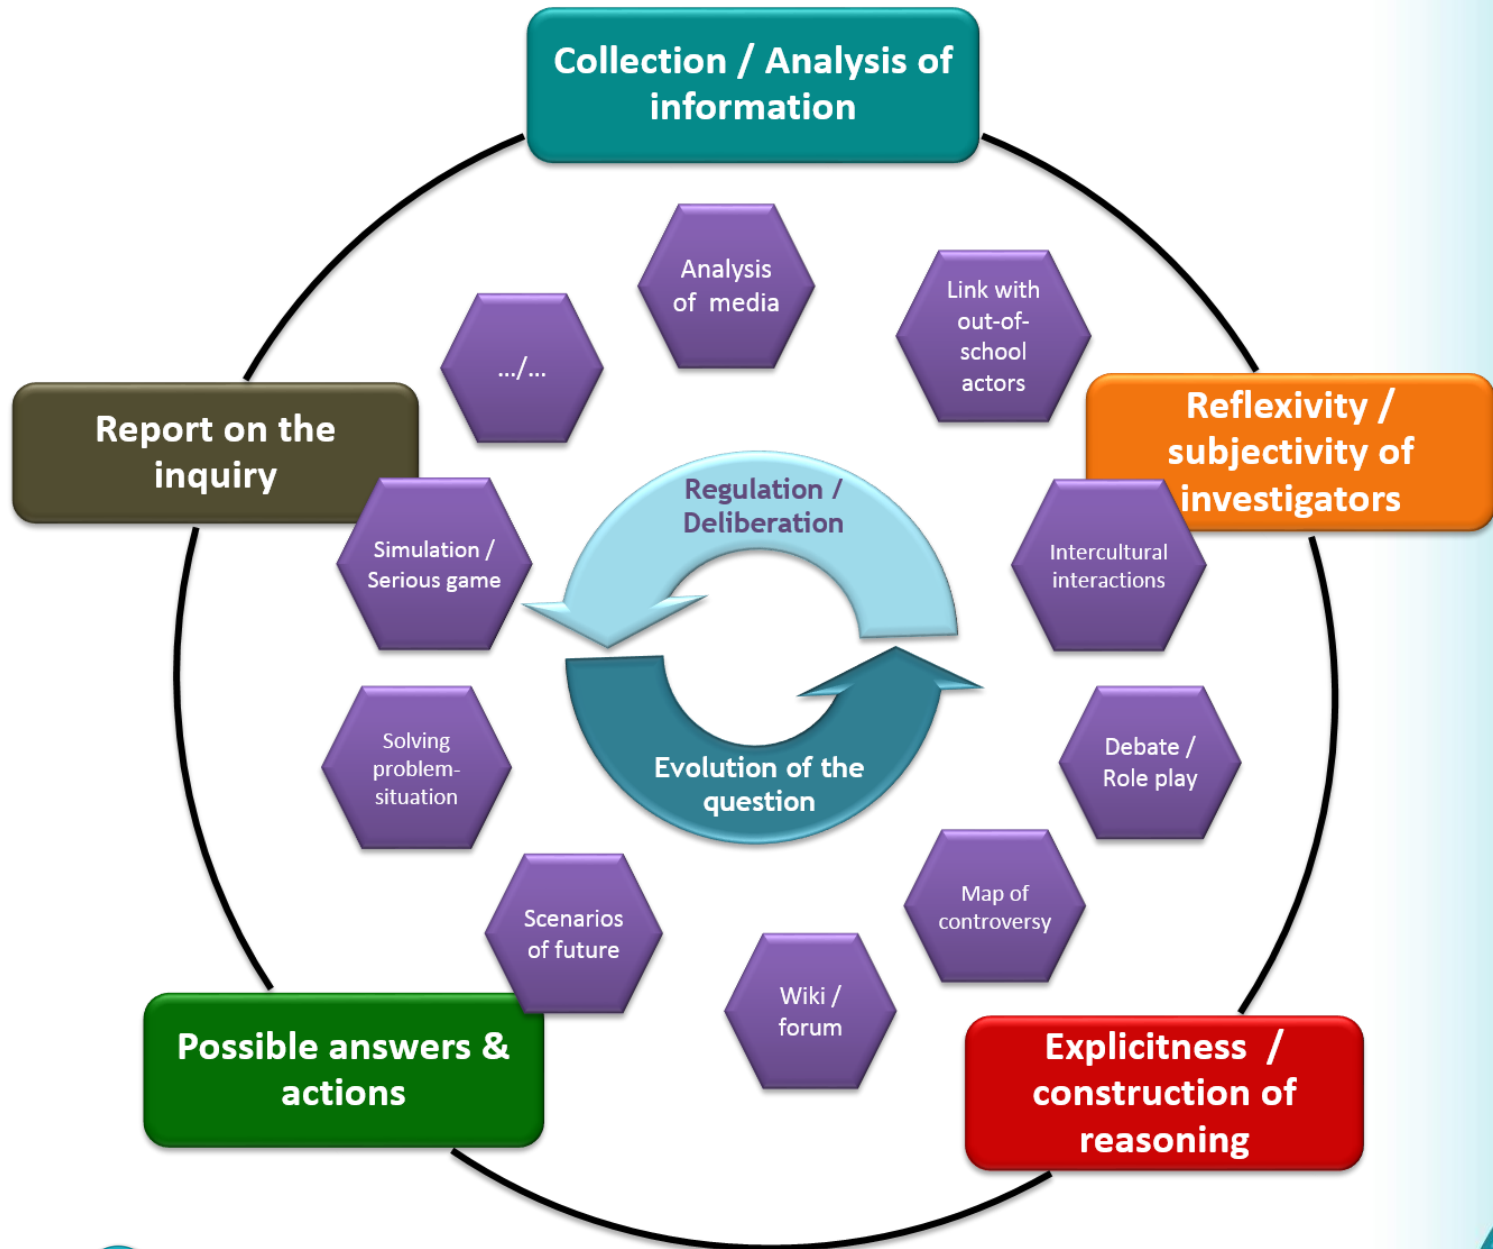 Collection / Analysis of
information
Analysis
of media
Link with
out-of-
school
actors
.../...
Report on the
inquiry
Reflexivity /
subjectivity of
investigators
Regulation /
Deliberation
Simulation /
Serious game
Intercultural
interactions
Solving
problem-
situation
Evolution of the
question
Debate /
Role play
Scenarios
of future
Map of
controversy
Wiki /
forum
Possible answers &
actions
Explicitness /
construction of
reasoning